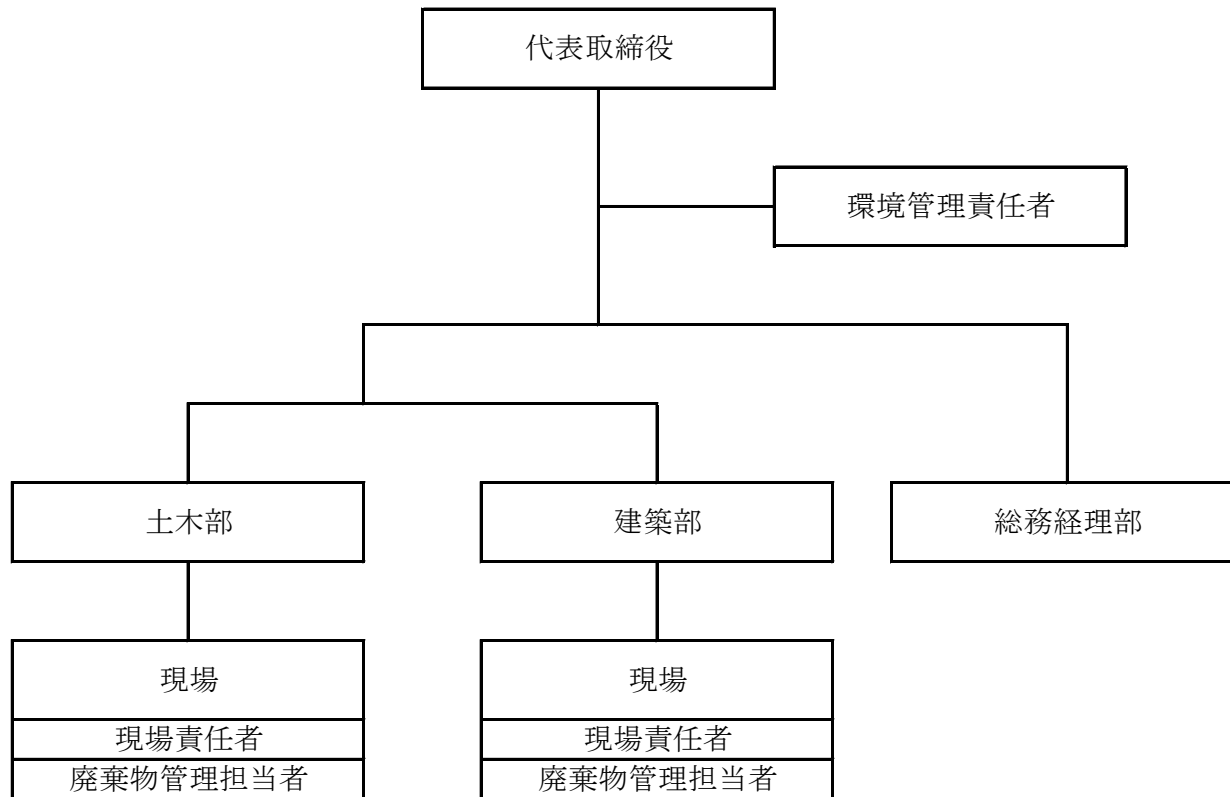 代表取締役
環境管理責任者
土木部
建築部
総務経理部
現場
現場
現場責任者
現場責任者
廃棄物管理担当者
廃棄物管理担当者